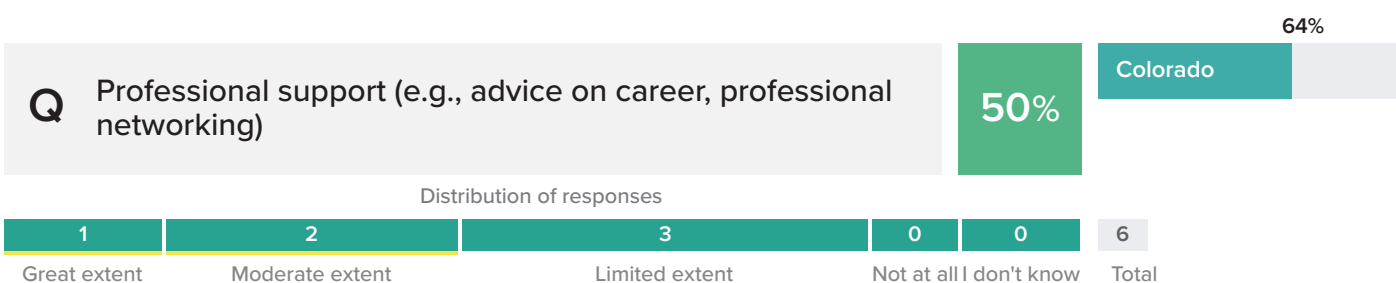 64%
Q
Professional support (e.g., advice on career, professional
networking)
50%
Colorado
Distribution of responses
1 2 3 0 0 6
Great extent Moderate extent Limited extent Not at all I don't know Total